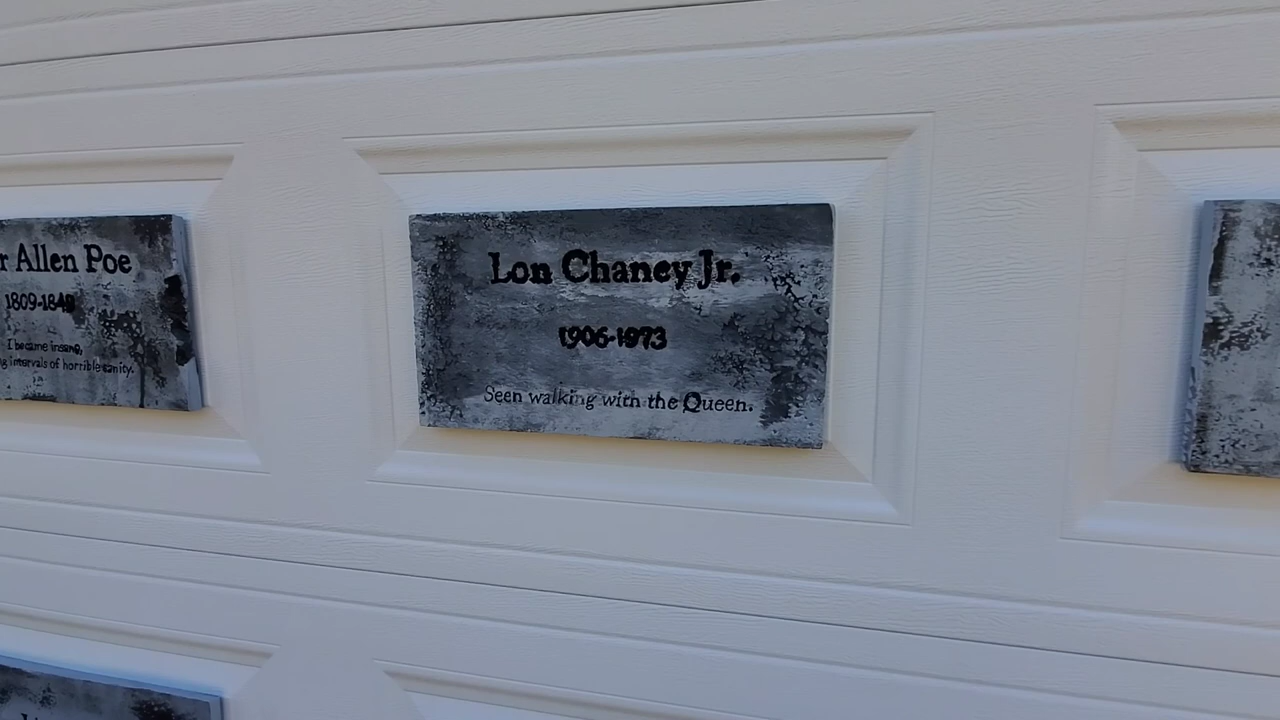 r Allen Poe
1809-1849
I became insane,
g intervals of horrible sanity.
Lon Chaney Jr.
1906-1973
Seen walking with the Queen.